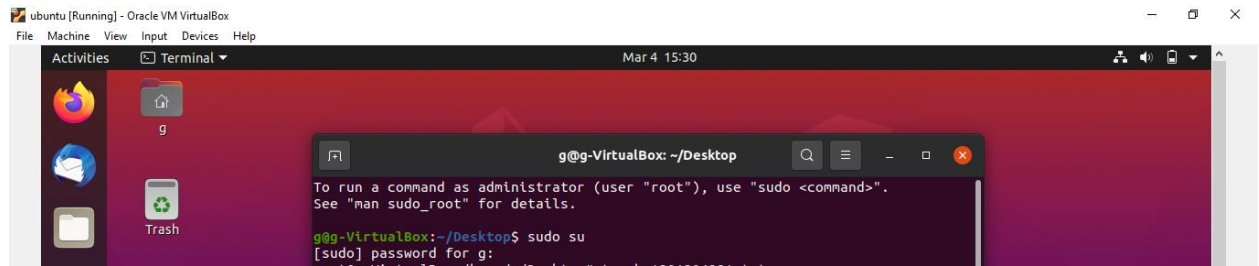 ubuntu [Running] - Oracle VM VirtualBox
File Machine View Input Devices Help
Activities Terminal Mar 4 15:30
g
g@g-VirtualBox: ~/Desktop
To run a command as administrator (user "root"), use "sudo <command>".
See "man sudo_root" for details.
Trash
g@g-VirtualBox:~/Desktop$ sudo su
[sudo] password for g: